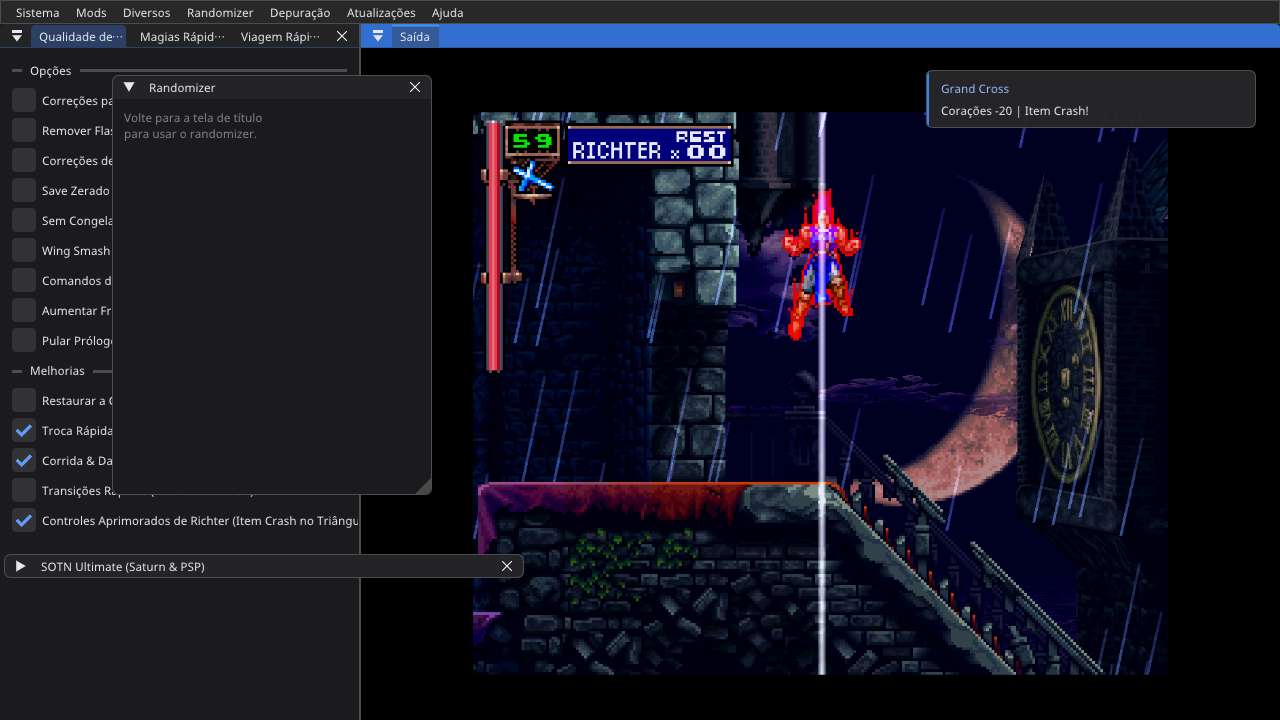 Sistema Mods Diversos Randomizer Depuração Atualizações Ajuda
Qualidade de··· Magias Rápid··· Viagem Rápi··· Saída
Opções
Correções pa
Remover Flas
Correções de
Save Zerado
Sem Congela
Wing Smash
Comandos d
Aumentar Fr
Pular Prólog
Melhorias
Restaurar a
Troca Rápida
Corrida & Da
Transições
Controles Aprimorados de Richter (Item Crash no Triângu
Randomizer
Volte para a tela de título
para usar o randomizer.
SOTN Ultimate (Saturn & PSP)
Grand Cross
Corações -20 | Item Crash!
59
REST
RICHTER x 00
XII
III